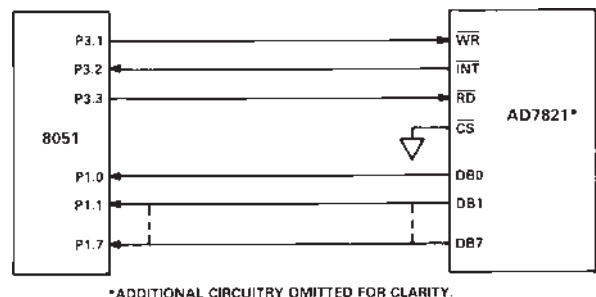 P3.1
P3.2
P3.3
8051
P1.0
P1.1
P1.7
WR
INT
RD
CS
AD7821*
DB0
DB1
DB7
*ADDITIONAL CIRCUITRY OMITTED FOR CLARITY.